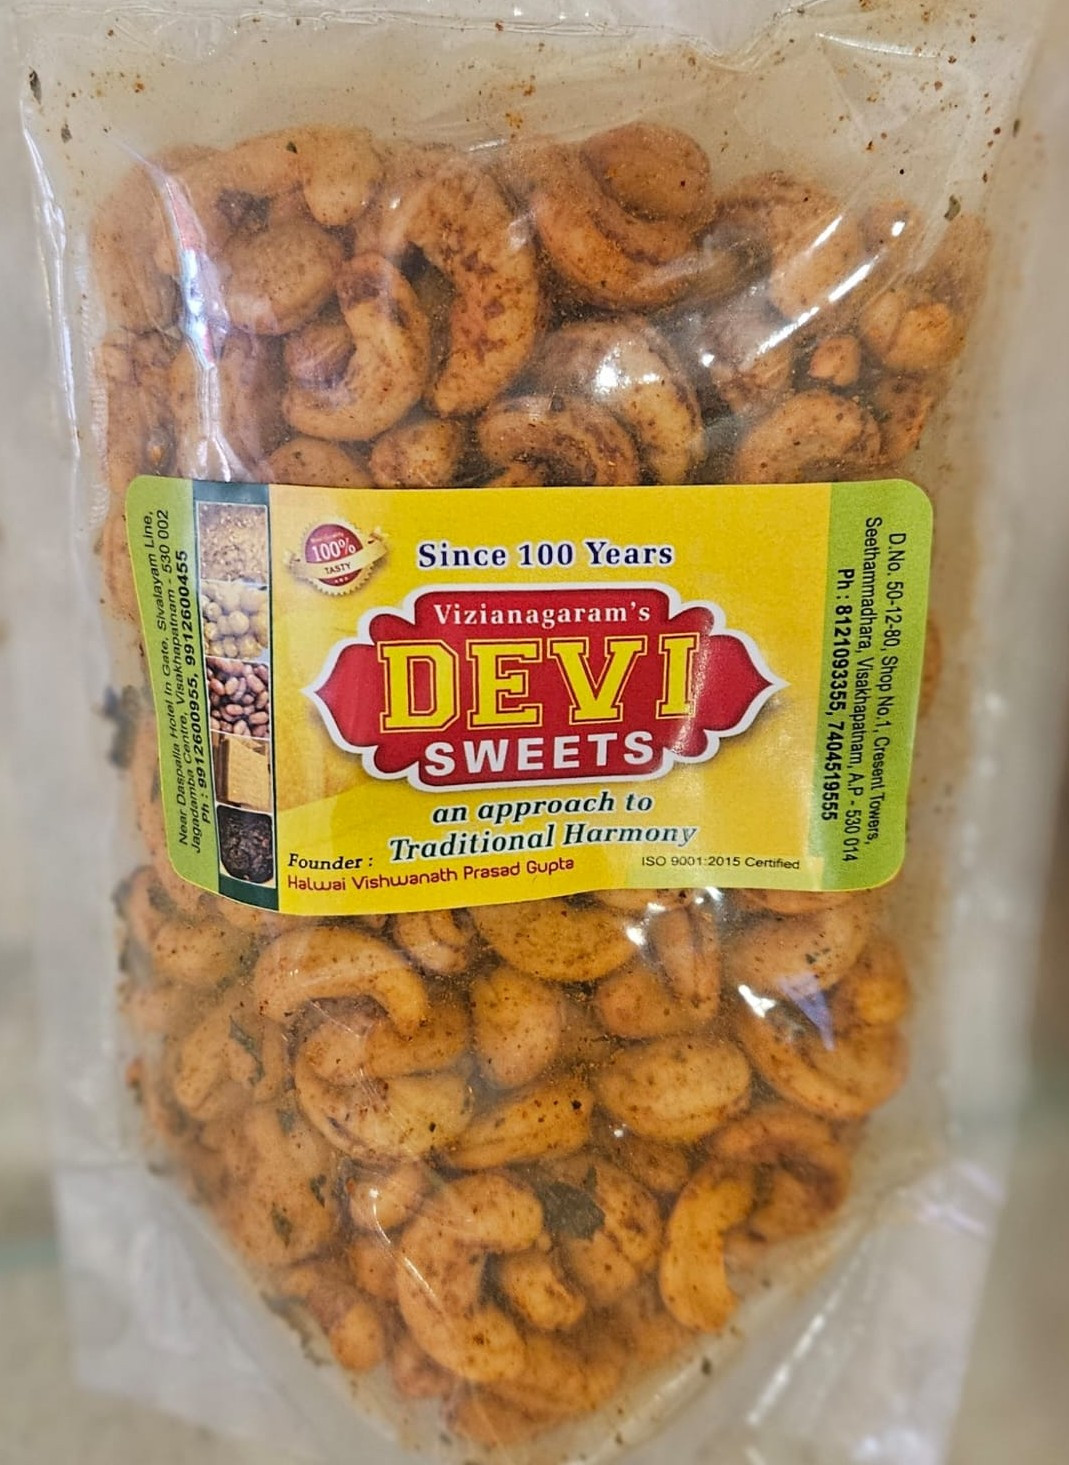 Near Daspalla Hotel In Gate, Sivalayam Line,
Jagadamba Centre, Visakhapatnam - 530 002
Ph : 9912600955, 9912600455
100%
TASTY
Since 100 Years
Vizianagaram's
DEVI
SWEETS
an approach to
Traditional Harmony
Founder :
Halwai Vishwanath Prasad Gupta
ISO 9001:2015 Certified
D.No. 50-12-80, Shop No.1, Cresent Towers,
Seethammadhara, Visakhapatnam, A.P - 530 014
Ph : 8121093355, 7404519555